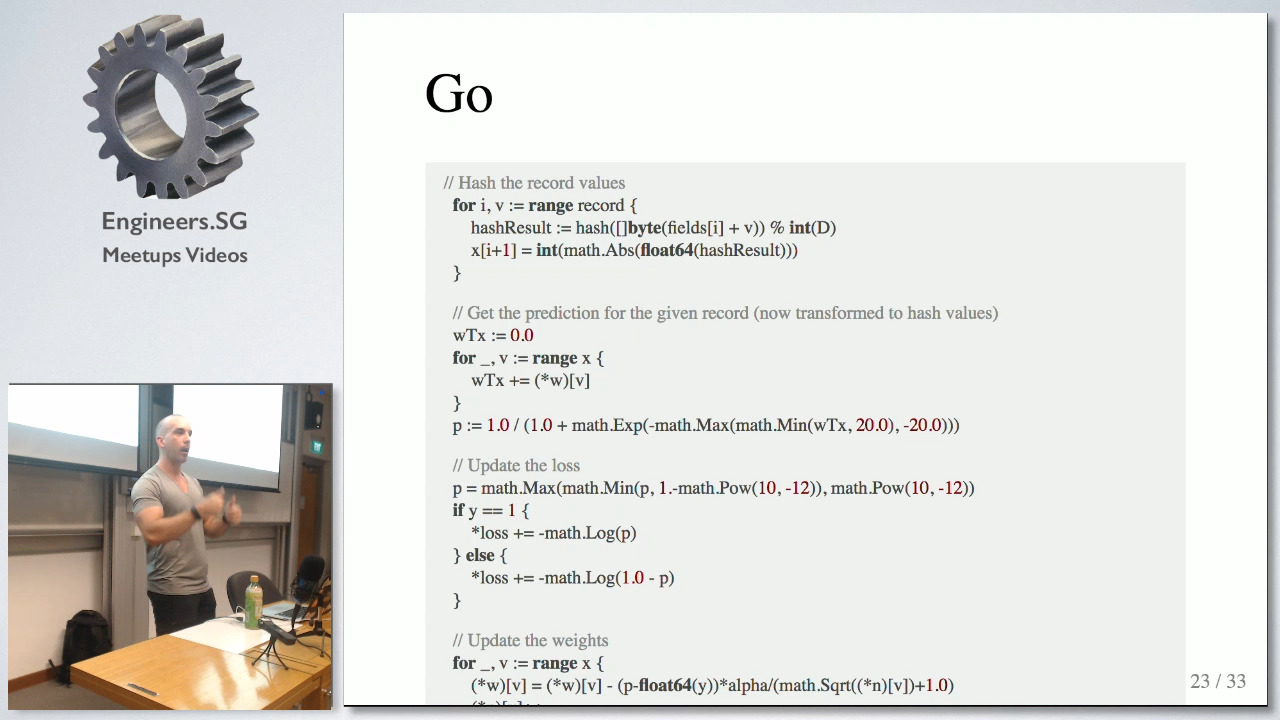 Engineers.SG
Meetups Videos
Go
// Hash the record values
for i, v := range record {
hashResult := hash([]byte(fields[i] + v)) % int(D)
x[i+1] = int(math.Abs(float64(hashResult)))
}
// Get the prediction for the given record (now transformed to hash values)
wTx := 0.0
for _, v := range x {
wTx += (*w)[v]
}
p := 1.0 / (1.0 + math.Exp(-math.Max(math.Min(wTx, 20.0), -20.0)))
// Update the loss
p = math.Max(math.Min(p, 1.-math.Pow(10, -12)), math.Pow(10, -12))
if y == 1 {
*loss += -math.Log(p)
} else {
*loss += -math.Log(1.0 - p)
}
// Update the weights
for _, v := range x {
(*w)[v] = (*w)[v] - (p-float64(y))*alpha/(math.Sqrt((*n)[v])+1.0)
23 / 33